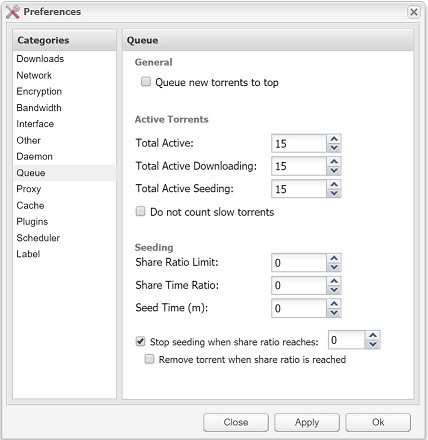 Preferences
Categories
Downloads
Network
Encryption
Bandwidth
Interface
Other
Daemon
Queue
Proxy
Cache
Plugins
Scheduler
Label
Queue
General
Queue new torrents to top
Active Torrents
Total Active: 15
Total Active Downloading: 15
Total Active Seeding: 15
Do not count slow torrents
Seeding
Share Ratio Limit: 0
Share Time Ratio: 0
Seed Time (m): 0
Stop seeding when share ratio reaches: 0
Remove torrent when share ratio is reached
Close Apply Ok